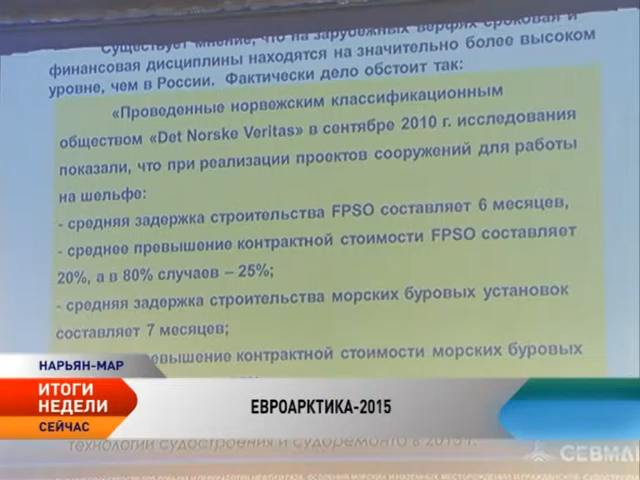 Существует мнение, что на зарубежных верфях сроковая и
финансовая дисциплины находятся на значительно более высоком
уровне, чем в России. Фактически дело обстоит так:
«Проведенные норвежским классификационным
обществом «Det Norske Veritas» в сентябре 2010 г. исследования
показали, что при реализации проектов сооружений для работы
на шельфе:
- средняя задержка строительства FPSO составляет 6 месяцев,
- среднее превышение контрактной стоимости FPSO составляет
20%, а в 80% случаев – 25%;
- средняя задержка строительства морских буровых установок
составляет 7 месяцев;
контрактной стоимости морских буровых
НАРЬЯН-МАР
ИТОГИ
НЕДЕЛИ
СЕЙЧАС
ЕВРОАРКТИКА-2015
технологии судостроения и судоремонта в 2015 г.